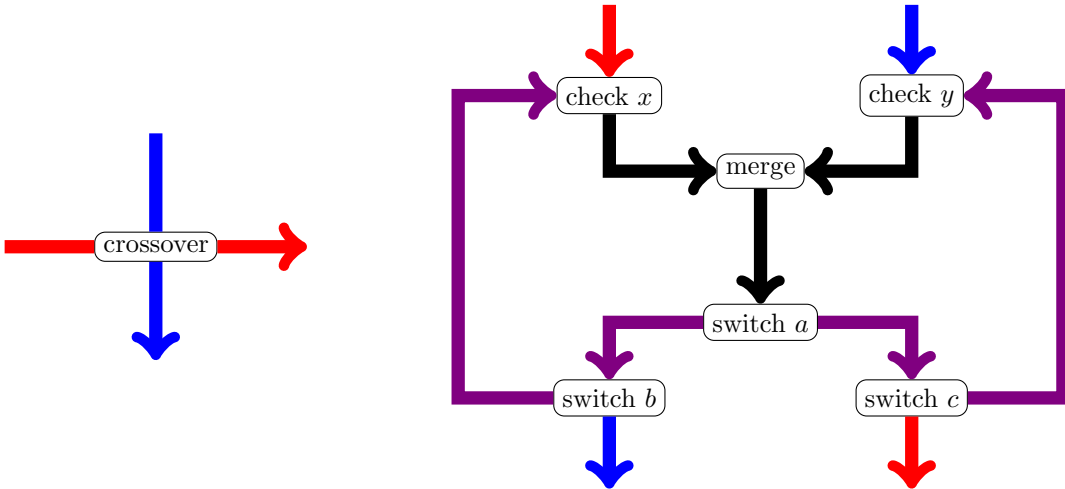 check x
check y
merge
crossover
switch a
switch b
switch c